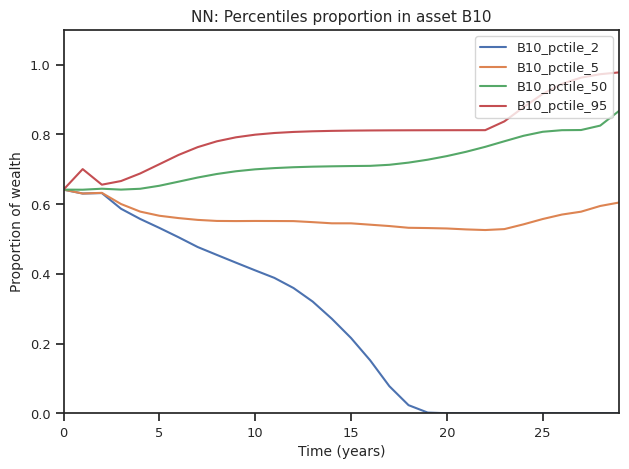 NN: Percentiles proportion in asset B10
B10_pctile_2
B10_pctile_5
B10_pctile_50
B10_pctile_95
1.0
0.8
0.6
0.4
0.2
0.0
Proportion of wealth
0 5 10 15 20 25
Time (years)